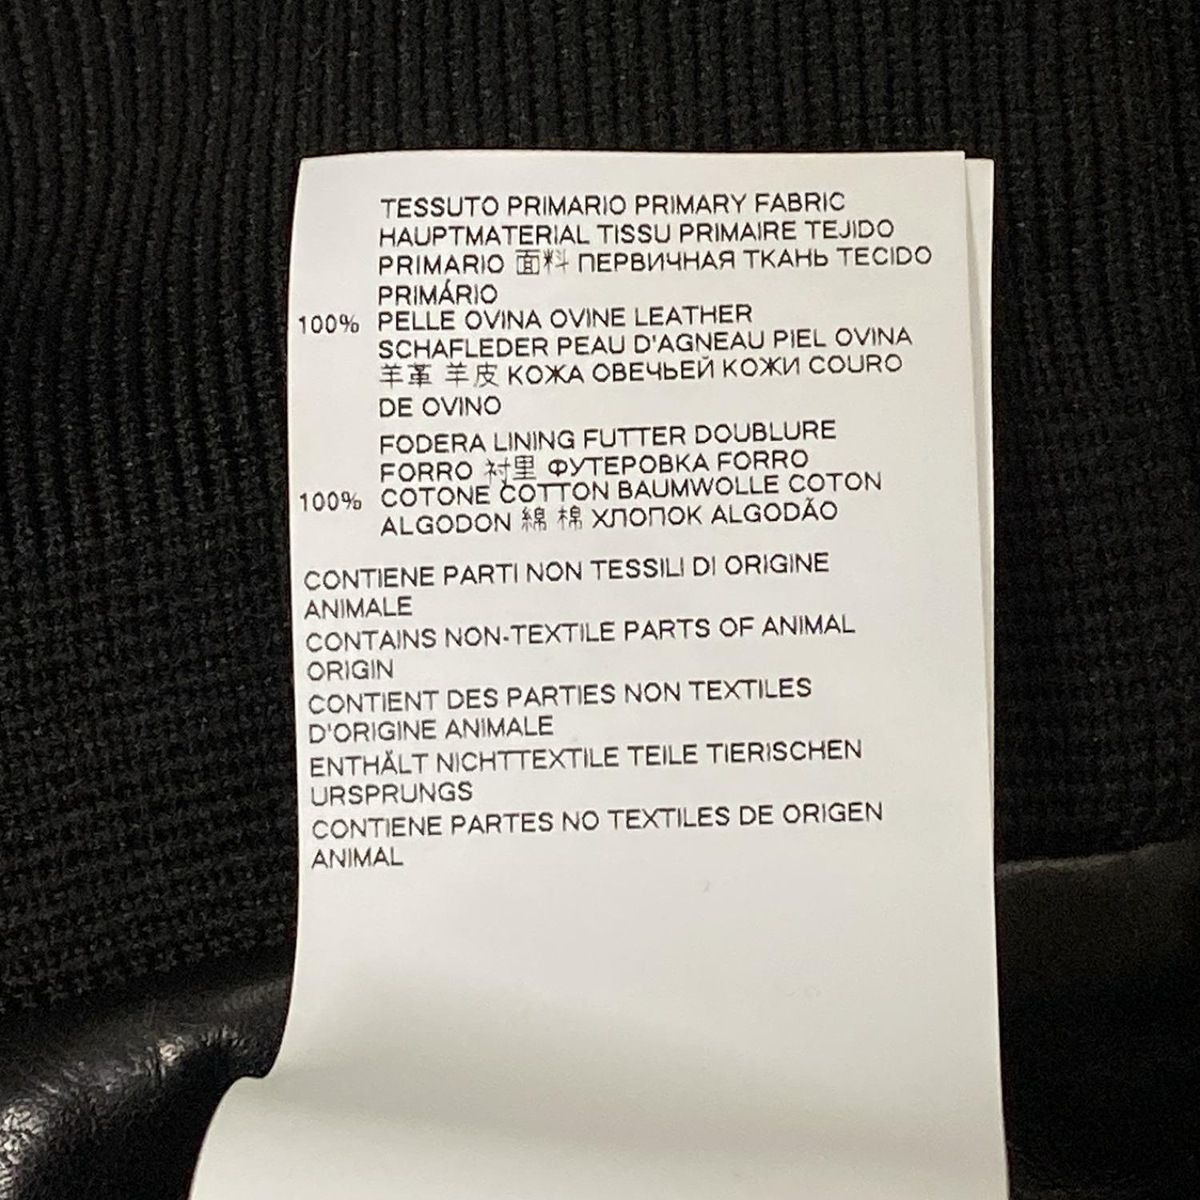 TESSUTO PRIMARIO PRIMARY FABRIC
HAUPTMATERIAL TISSU PRIMAIRE TEJIDO
PRIMARIO 面料 ПЕРВИЧНАЯ ТКАНЬ TECIDO
PRIMÁRIO
100% PELLE OVINA OVINE LEATHER
SCHAFLEDER PEAU D'AGNEAU PIEL OVINA
羊革 羊皮 КОЖА ОВЕЧЬЕЙ КОЖИ COURO
DE OVINO
FODERA LINING FUTTER DOUBLURE
FORRO 衬里 ФУТЕРОВКА FORRO
100% COTONE COTTON BAUMWOLLE COTON
ALGODON 綿 棉 ХЛОПОК ALGODÃO
CONTIENE PARTI NON TESSILI DI ORIGINE
ANIMALE
CONTAINS NON-TEXTILE PARTS OF ANIMAL
ORIGIN
CONTIENT DES PARTIES NON TEXTILES
D'ORIGINE ANIMALE
ENTHÄLT NICHTTEXTILE TEILE TIERISCHEN
URSPRUNGS
CONTIENE PARTES NO TEXTILES DE ORIGEN
ANIMAL